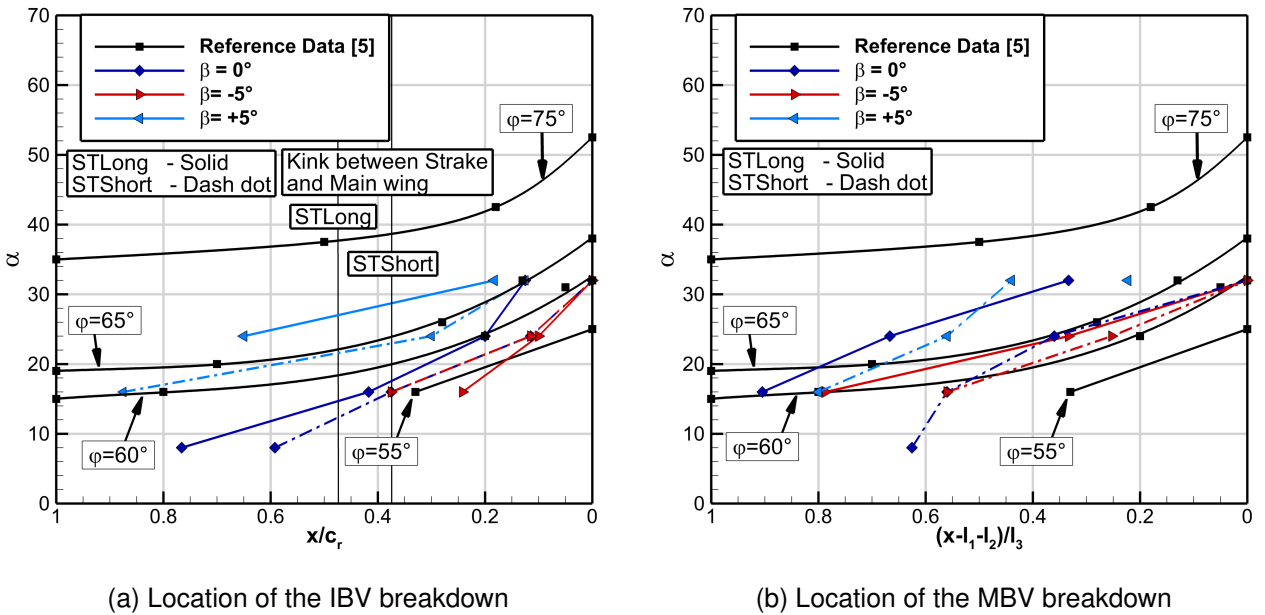 70
60
50
40
30
20
10
0
α
Reference Data [5]
β = 0°
β= -5°
β= +5°
STLong - Solid
STShort - Dash dot
Kink between Strake
and Main wing
STLong
STShort
φ=75°
φ=65°
φ=60°
φ=55°
1 0.8 0.6 0.4 0.2 0
x/cr
(a) Location of the IBV breakdown
70
60
50
40
30
20
10
0
α
Reference Data [5]
β = 0°
β= -5°
β= +5°
STLong - Solid
STShort - Dash dot
φ=75°
φ=65°
φ=60°
φ=55°
1 0.8 0.6 0.4 0.2 0
(x-l1-l2)/l3
(b) Location of the MBV breakdown